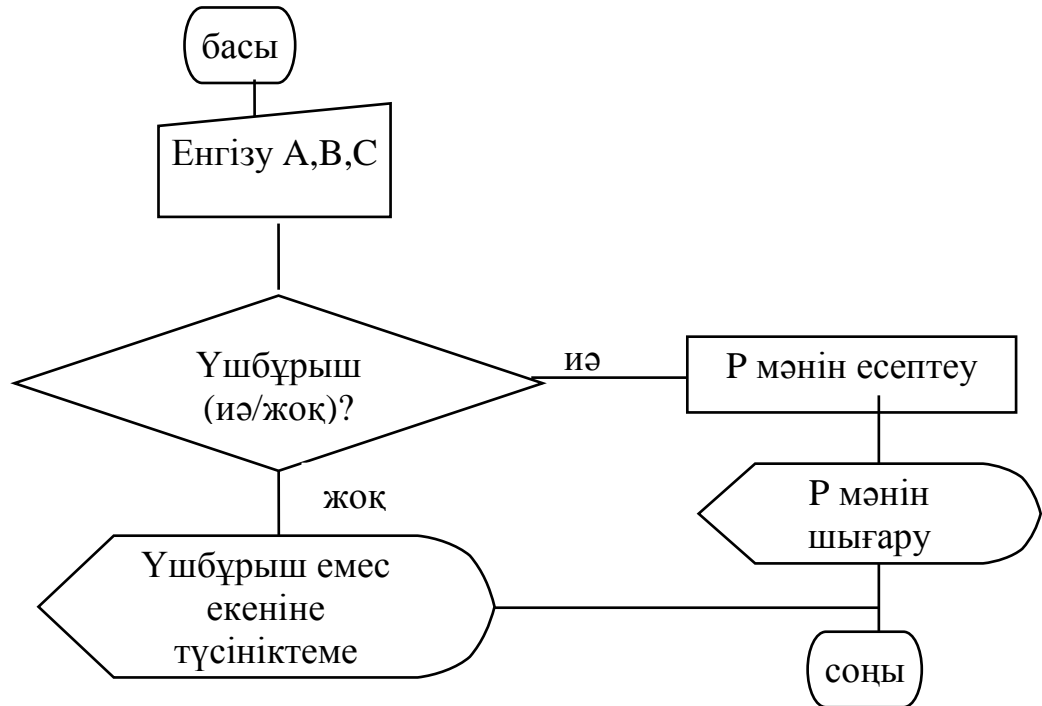 басы
Енгізу A,B,C
Үшбұрыш
(иә/жоқ)?
иә
P мәнін есептеу
жоқ
P мәнін
шығару
Үшбұрыш емес
екеніне
түсініктеме
соңы